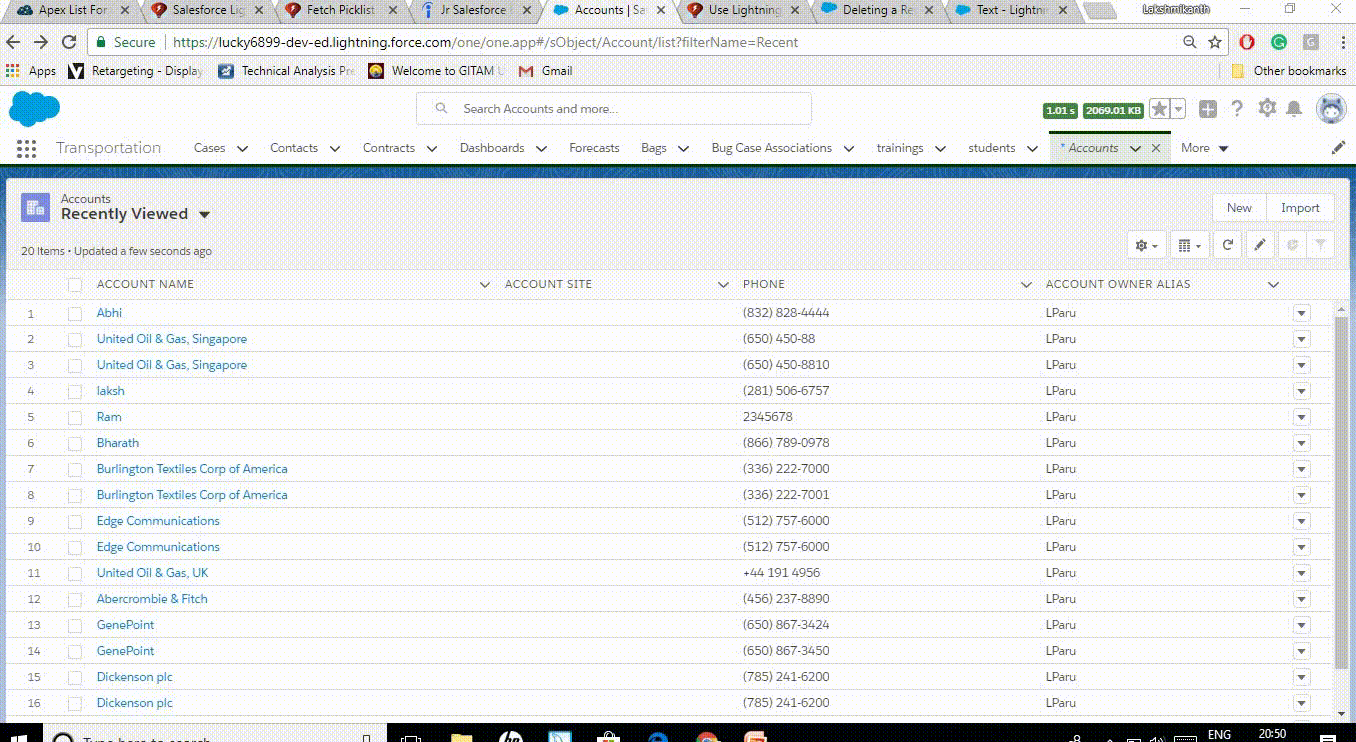 Apex List For Salesforce Lig Fetch Picklist Jr Salesforce Accounts | Sa Use Lightning Deleting a Re Text - Lightni Lakshmikanth
Secure https://lucky6899-dev-ed.lightning.force.com/one/one.app#/sObject/Account/list?filterName=Recent
Apps Retargeting - Display Technical Analysis Pre Welcome to GITAM U Gmail Other bookmarks
Search Accounts and more... 1.01 s 2069.01 KB
Transportation Cases Contacts Contracts Dashboards Forecasts Bags Bug Case Associations trainings students * Accounts More
Accounts
Recently Viewed New Import
20 Items • Updated a few seconds ago
ACCOUNT NAME ACCOUNT SITE PHONE ACCOUNT OWNER ALIAS
1 Abhi (832) 828-4444 LParu
2 United Oil & Gas, Singapore (650) 450-88 LParu
3 United Oil & Gas, Singapore (650) 450-8810 LParu
4 laksh (281) 506-6757 LParu
5 Ram 2345678 LParu
6 Bharath (866) 789-0978 LParu
7 Burlington Textiles Corp of America (336) 222-7000 LParu
8 Burlington Textiles Corp of America (336) 222-7001 LParu
9 Edge Communications (512) 757-6000 LParu
10 Edge Communications (512) 757-6000 LParu
11 United Oil & Gas, UK +44 191 4956 LParu
12 Abercrombie & Fitch (456) 237-8890 LParu
13 GenePoint (650) 867-3424 LParu
14 GenePoint (650) 867-3450 LParu
15 Dickenson plc (785) 241-6200 LParu
16 Dickenson plc (785) 241-6200 LParu
Type here to search hp ENG 20:50